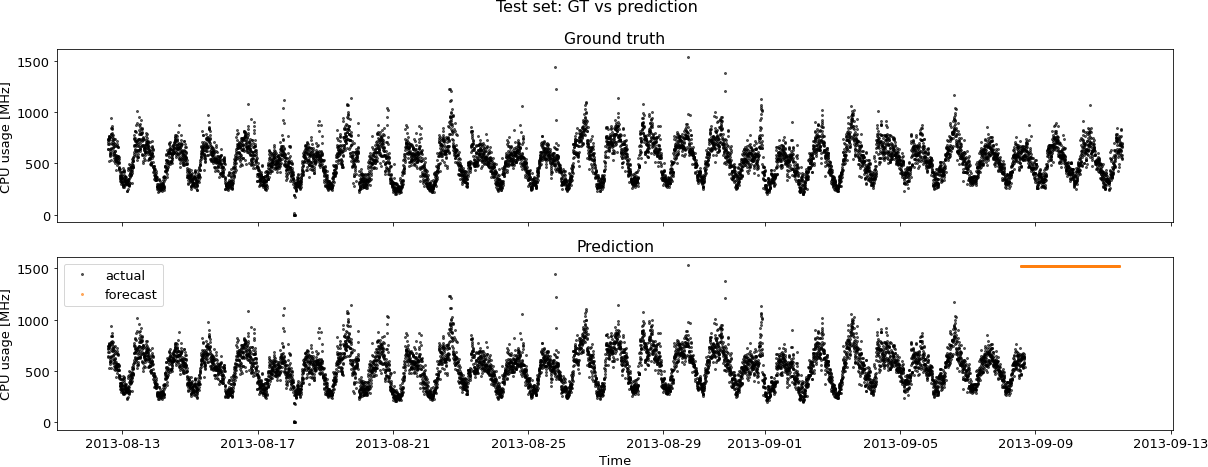 Test set: GT vs prediction
Ground truth
CPU usage [MHz]
1500
1000
500
0
Prediction
CPU usage [MHz]
1500
1000
500
0
actual
forecast
2013-08-13 2013-08-17 2013-08-21 2013-08-25 2013-08-29 2013-09-01 2013-09-05 2013-09-09 2013-09-13
Time